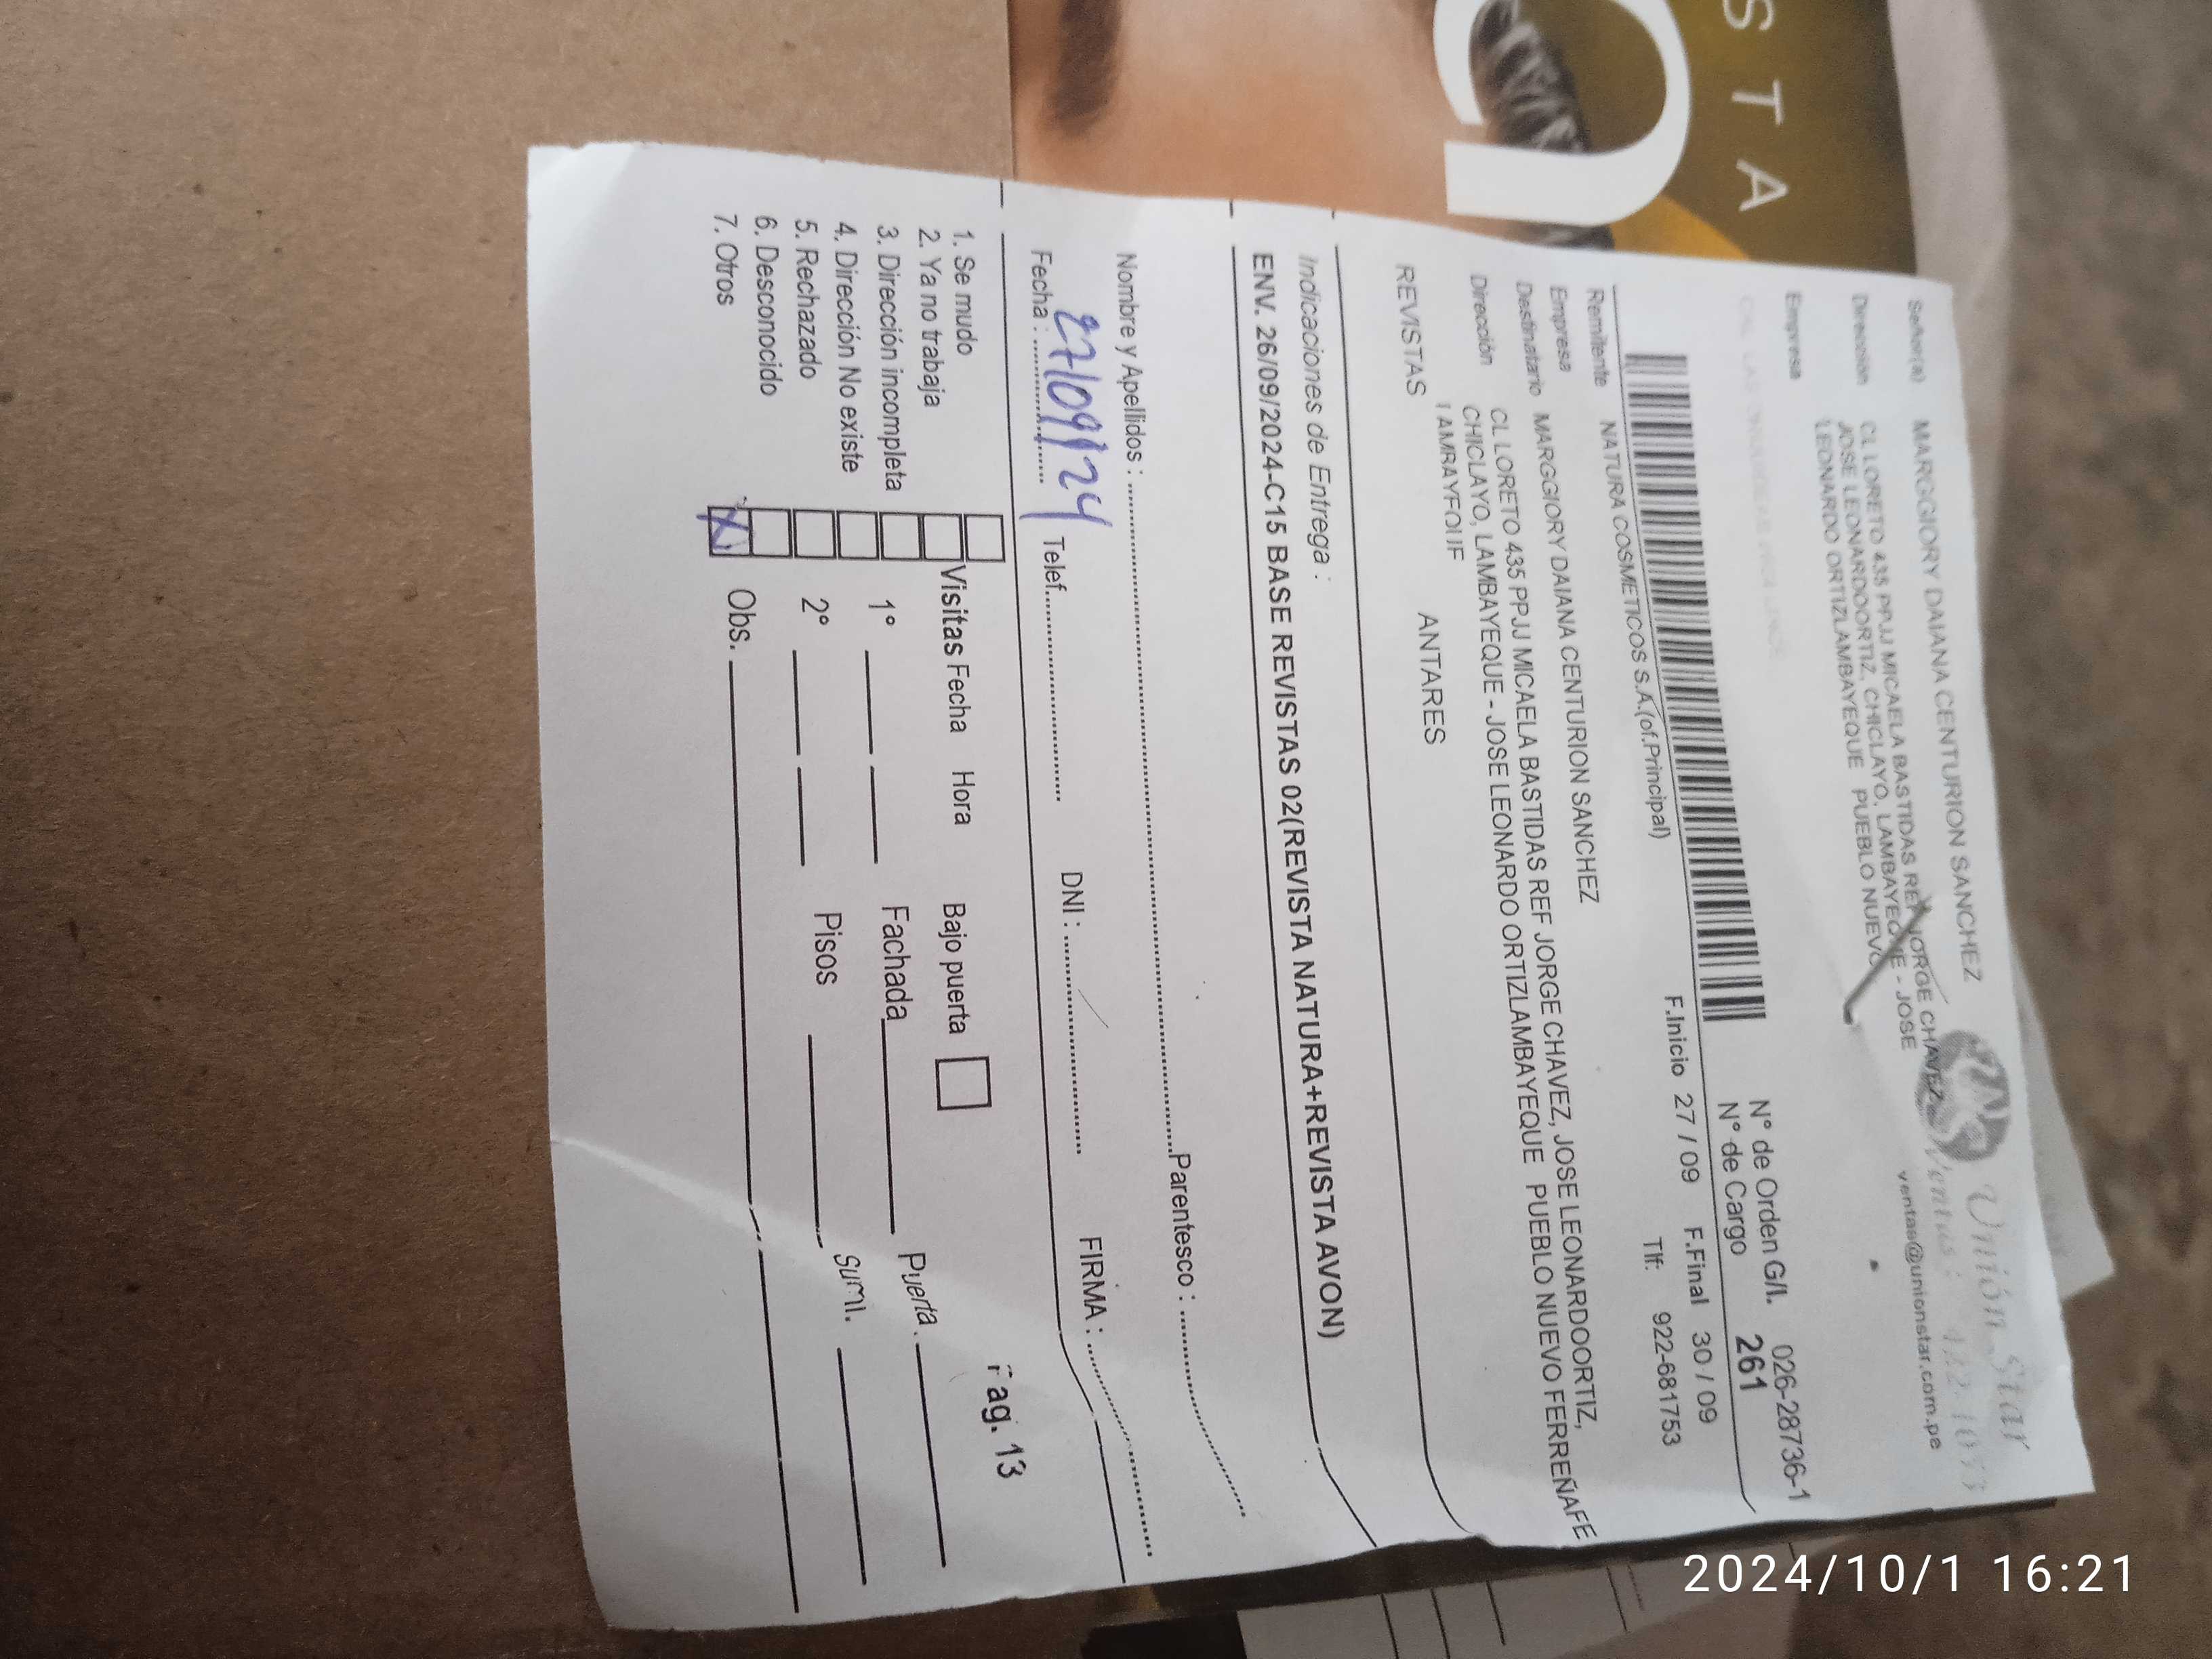 STA
Unión Star
Ventas:
ventas@unionstar.com.pe
Señor(a) MARGGIORY DAIANA CENTURION SANCHEZ
Dirección CL LORETO 435 PPJJ MICAELA BASTIDAS REF JORGE CHAVEZ,
JOSE LEONARDOORTIZ, CHICLAYO, LAMBAYEQUE - JOSE
LEONARDO ORTIZLAMBAYEQUE PUEBLO NUEVO
Empresa
N° de Orden G/I. 026-28736-1
N° de Cargo 261
F.Inicio 27 / 09 F.Final 30 / 09
Remitente NATURA COSMETICOS S.A.(of.Principal) Tlf: 922-681753
Empresa
Destinatario MARGGIORY DAIANA CENTURION SANCHEZ
Dirección CL LORETO 435 PPJJ MICAELA BASTIDAS REF JORGE CHAVEZ, JOSE LEONARDOORTIZ,
CHICLAYO, LAMBAYEQUE - JOSE LEONARDO ORTIZLAMBAYEQUE PUEBLO NUEVO FERREÑAFE
REVISTAS ANTARES
Indicaciones de Entrega :
ENV. 26/09/2024-C15 BASE REVISTAS 02(REVISTA NATURA+REVISTA AVON)
Nombre y Apellidos : Parentesco :
Fecha : 27/09/24 Telef. DNI : FIRMA :
1. Se mudo
2. Ya no trabaja
3. Dirección incompleta
4. Dirección No existe
5. Rechazado
6. Desconocido
7. Otros X
Visitas Fecha Hora
1°
2°
Obs.
Bajo puerta
Fachada Puerta
Pisos Sumi.
Pag. 13
2024/10/1 16:21